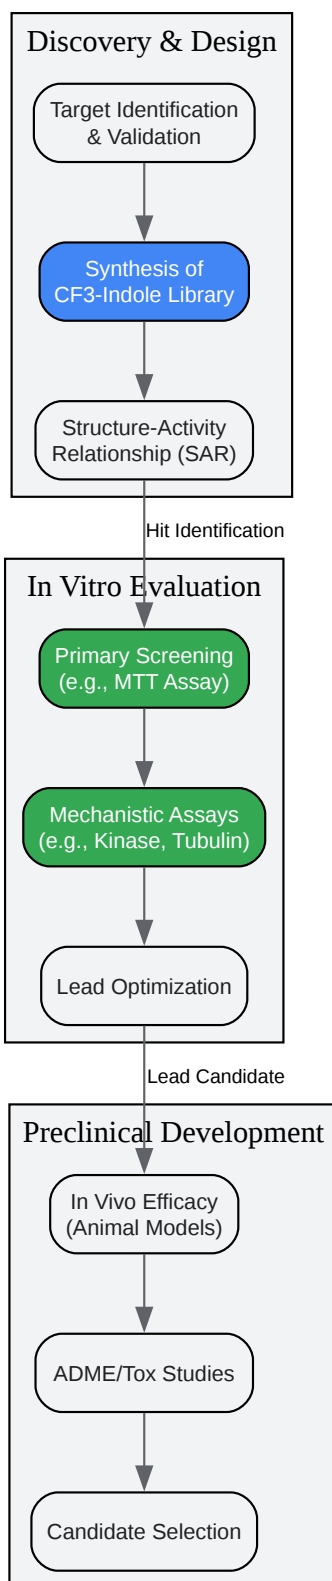 Discovery & Design
Target Identification
& Validation
Synthesis of
CF3-Indole Library
Structure-Activity
Relationship (SAR)
Hit Identification
In Vitro Evaluation
Primary Screening
(e.g., MTT Assay)
Mechanistic Assays
(e.g., Kinase, Tubulin)
Lead Optimization
Lead Candidate
Preclinical Development
In Vivo Efficacy
(Animal Models)
ADME/Tox Studies
Candidate Selection